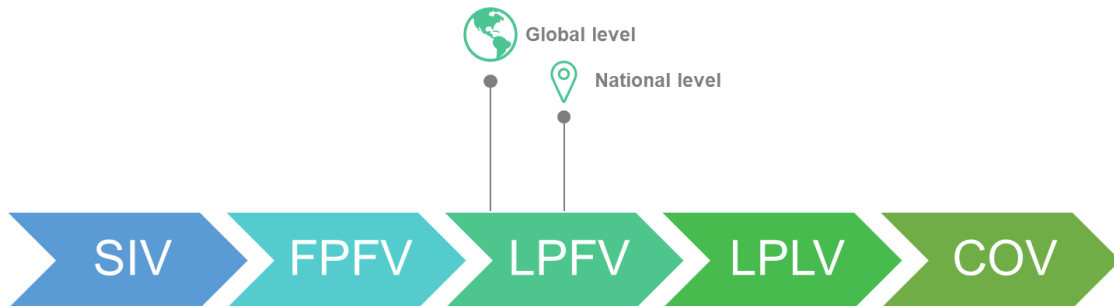 Global level
National level
SIV
FPFV
LPFV
LPLV
COV